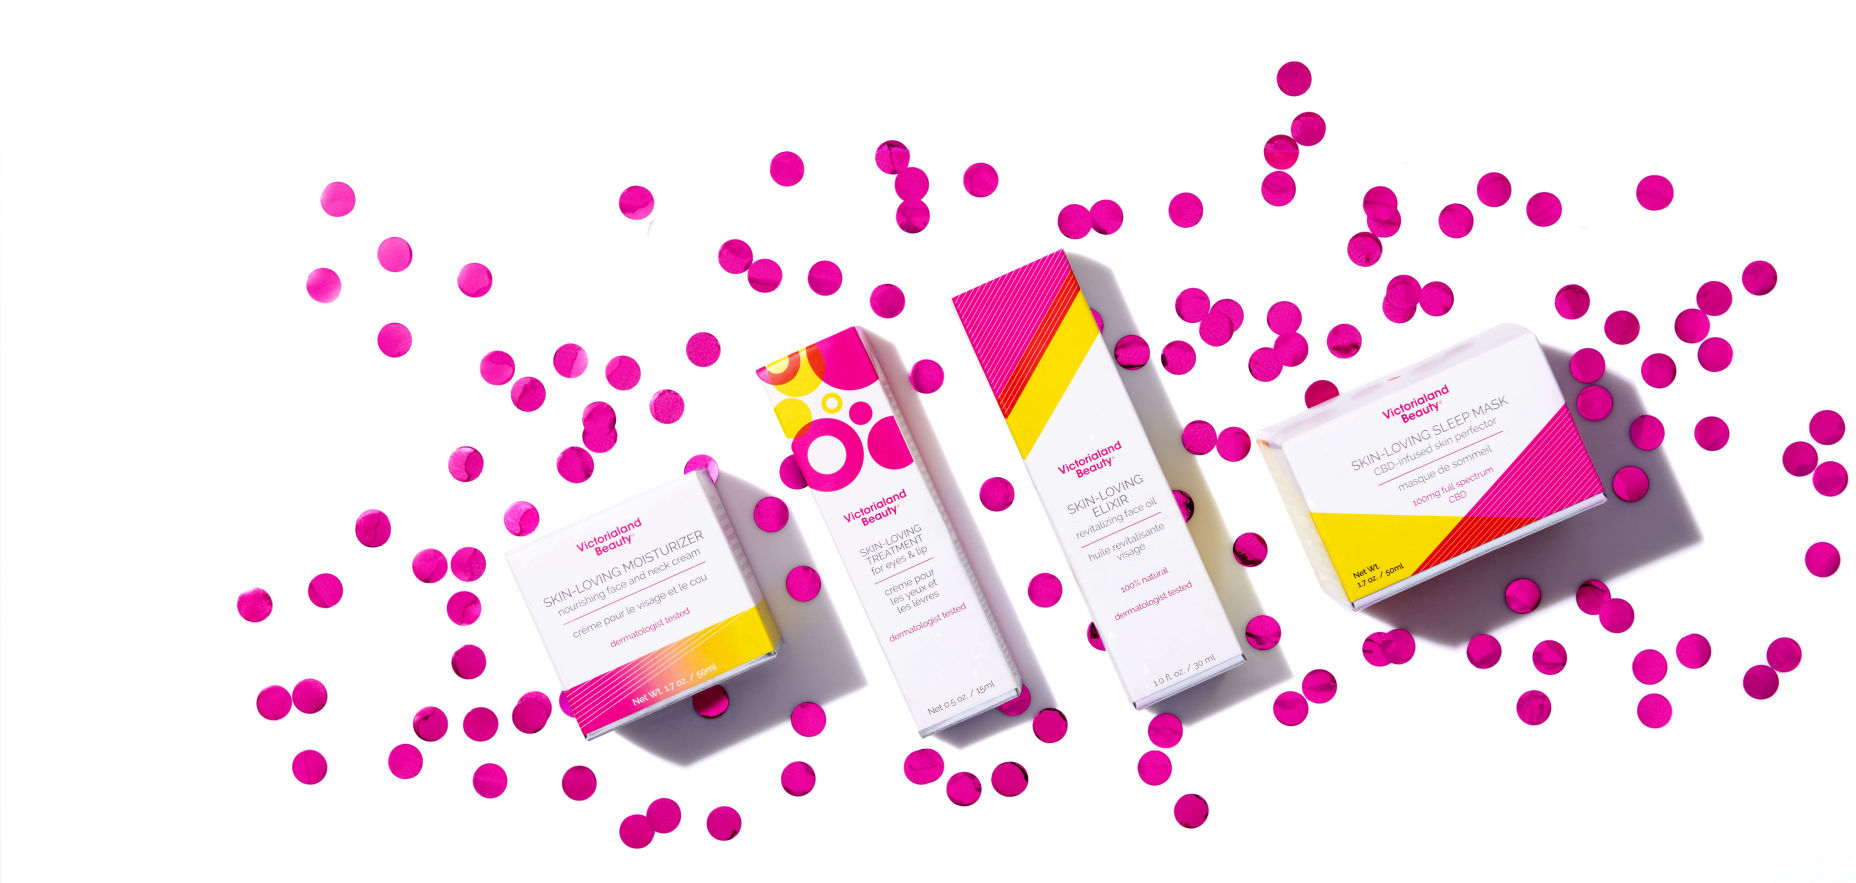 Victorialand
Beauty®
SKIN-LOVING MOISTURIZER
nourishing face and neck cream
crème pour le visage et le cou
dermatologist tested
Net Wt. 1.7 oz. / 50ml
Victorialand
Beauty®
SKIN-LOVING
TREATMENT
for eyes & lip
crème pour
les yeux et
les lèvres
dermatologist tested
Net 0.5 oz. / 15ml
Victorialand
Beauty®
SKIN-LOVING
ELIXIR
revitalizing face oil
huile revitalisante
visage
100% natural
dermatologist tested
1.0 fl. oz. / 30 ml
Victorialand
Beauty®
SKIN-LOVING SLEEP MASK
CBD-infused skin perfector
masque de sommeil
100mg full spectrum
CBD
Net Wt.
1.7 oz. / 50ml